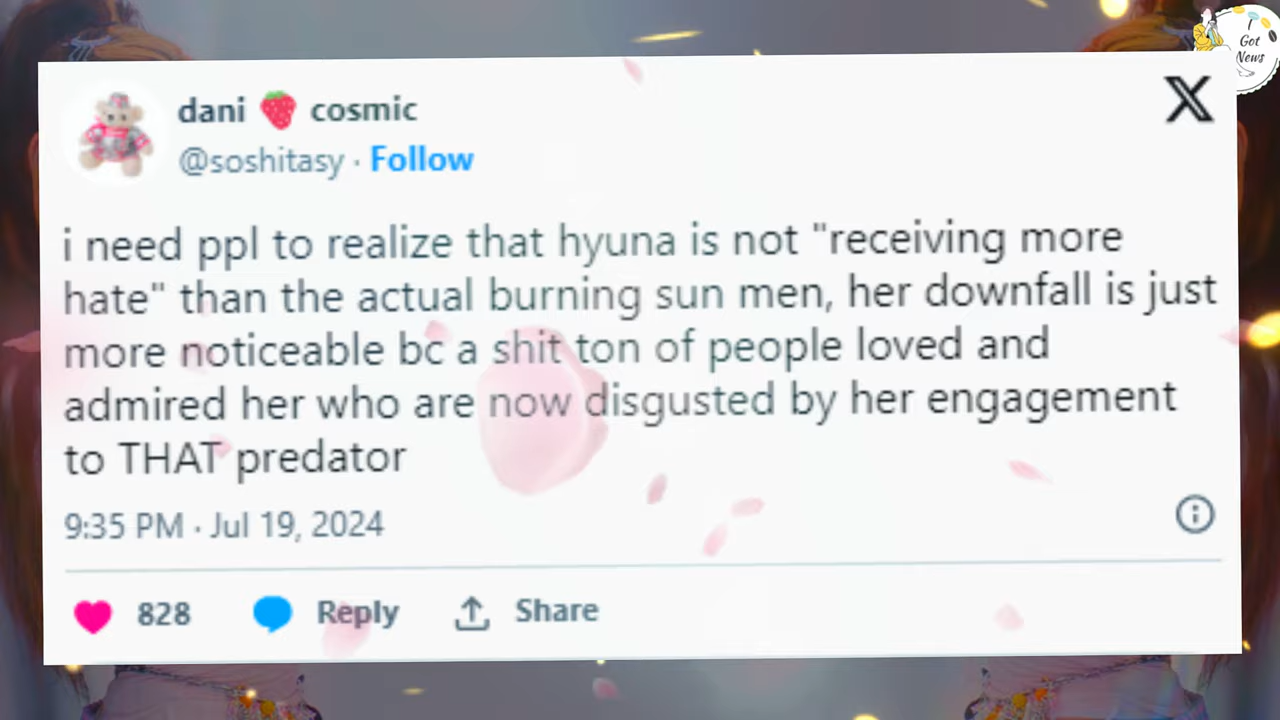 I
Got
News
dani 🍓 cosmic
@soshitasy · Follow
i need ppl to realize that hyuna is not "receiving more
hate" than the actual burning sun men, her downfall is just
more noticeable bc a shit ton of people loved and
admired her who are now disgusted by her engagement
to THAT predator
9:35 PM · Jul 19, 2024
828 Reply Share